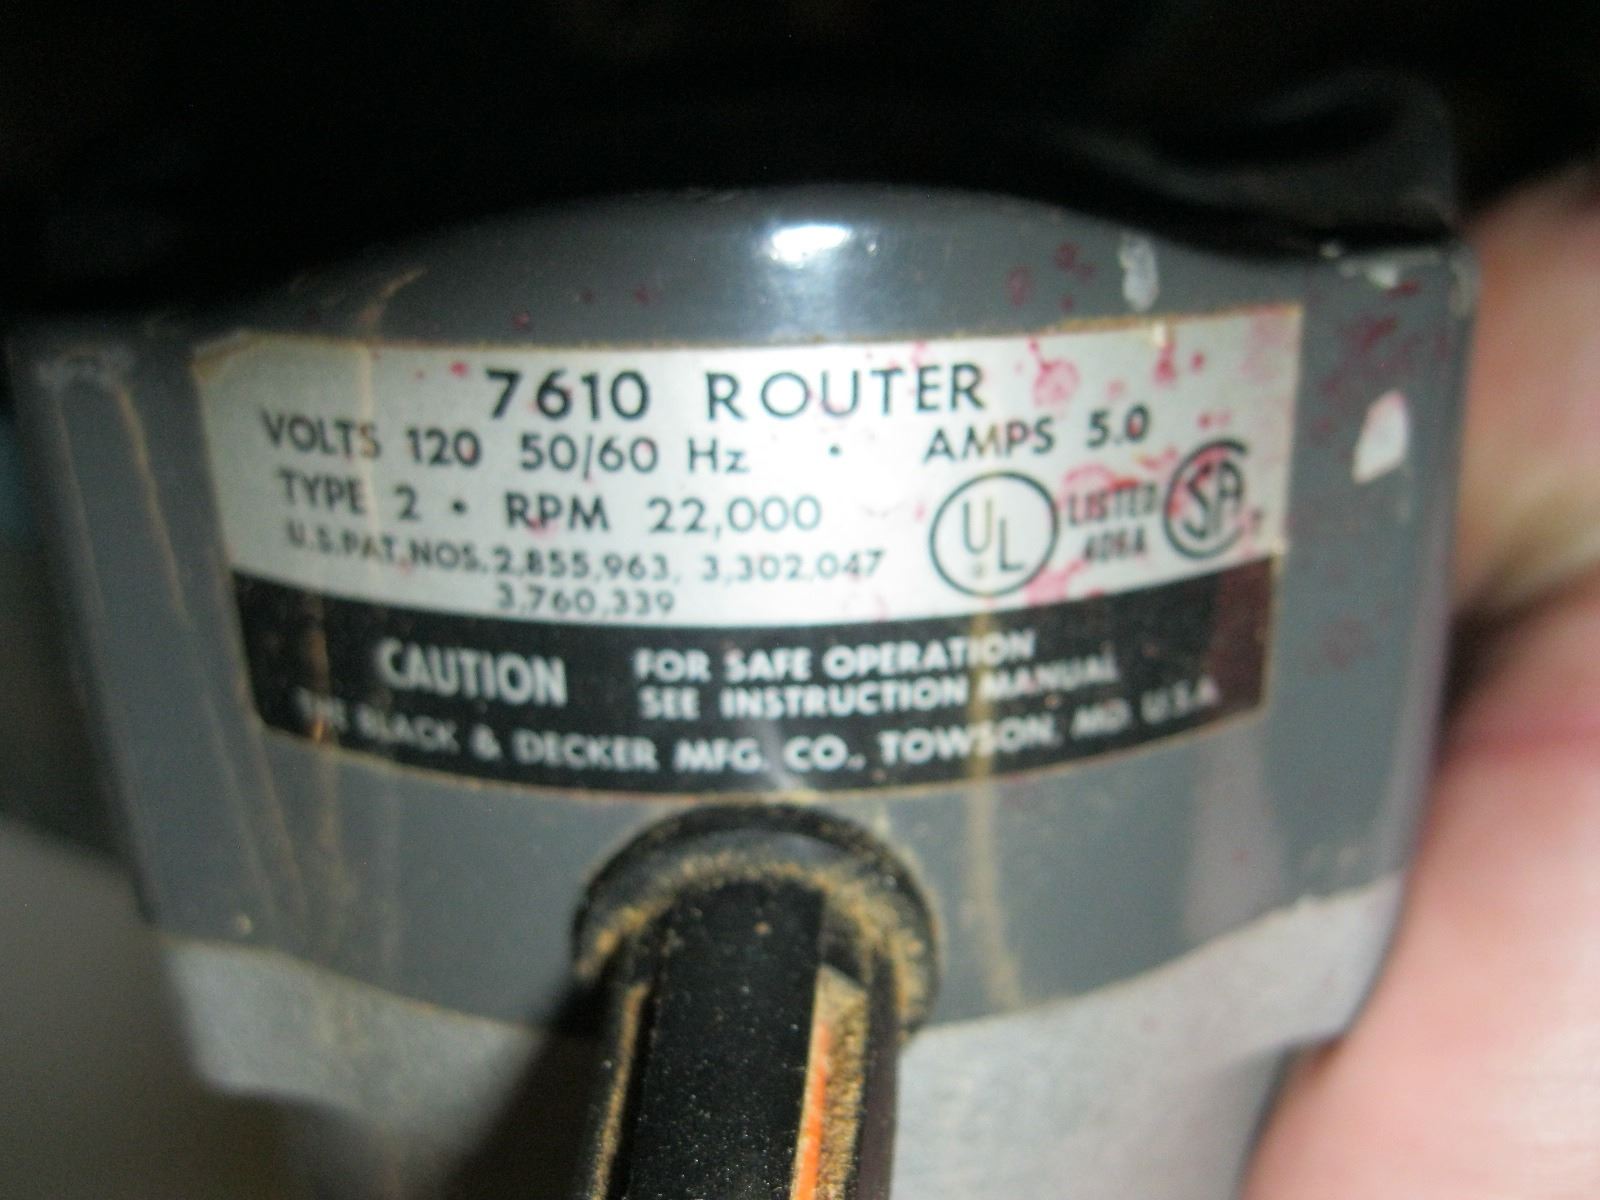 7610 ROUTER
VOLTS 120 50/60 Hz • AMPS 5.0
TYPE 2 • RPM 22,000
U.S.PAT.NOS.2,855,963, 3,302,047
3,760,339
UL
LISTED
SA
CAUTION
FOR SAFE OPERATION
SEE INSTRUCTION MANUAL
THE BLACK & DECKER MFG. CO., TOWSON, MD. U.S.A.